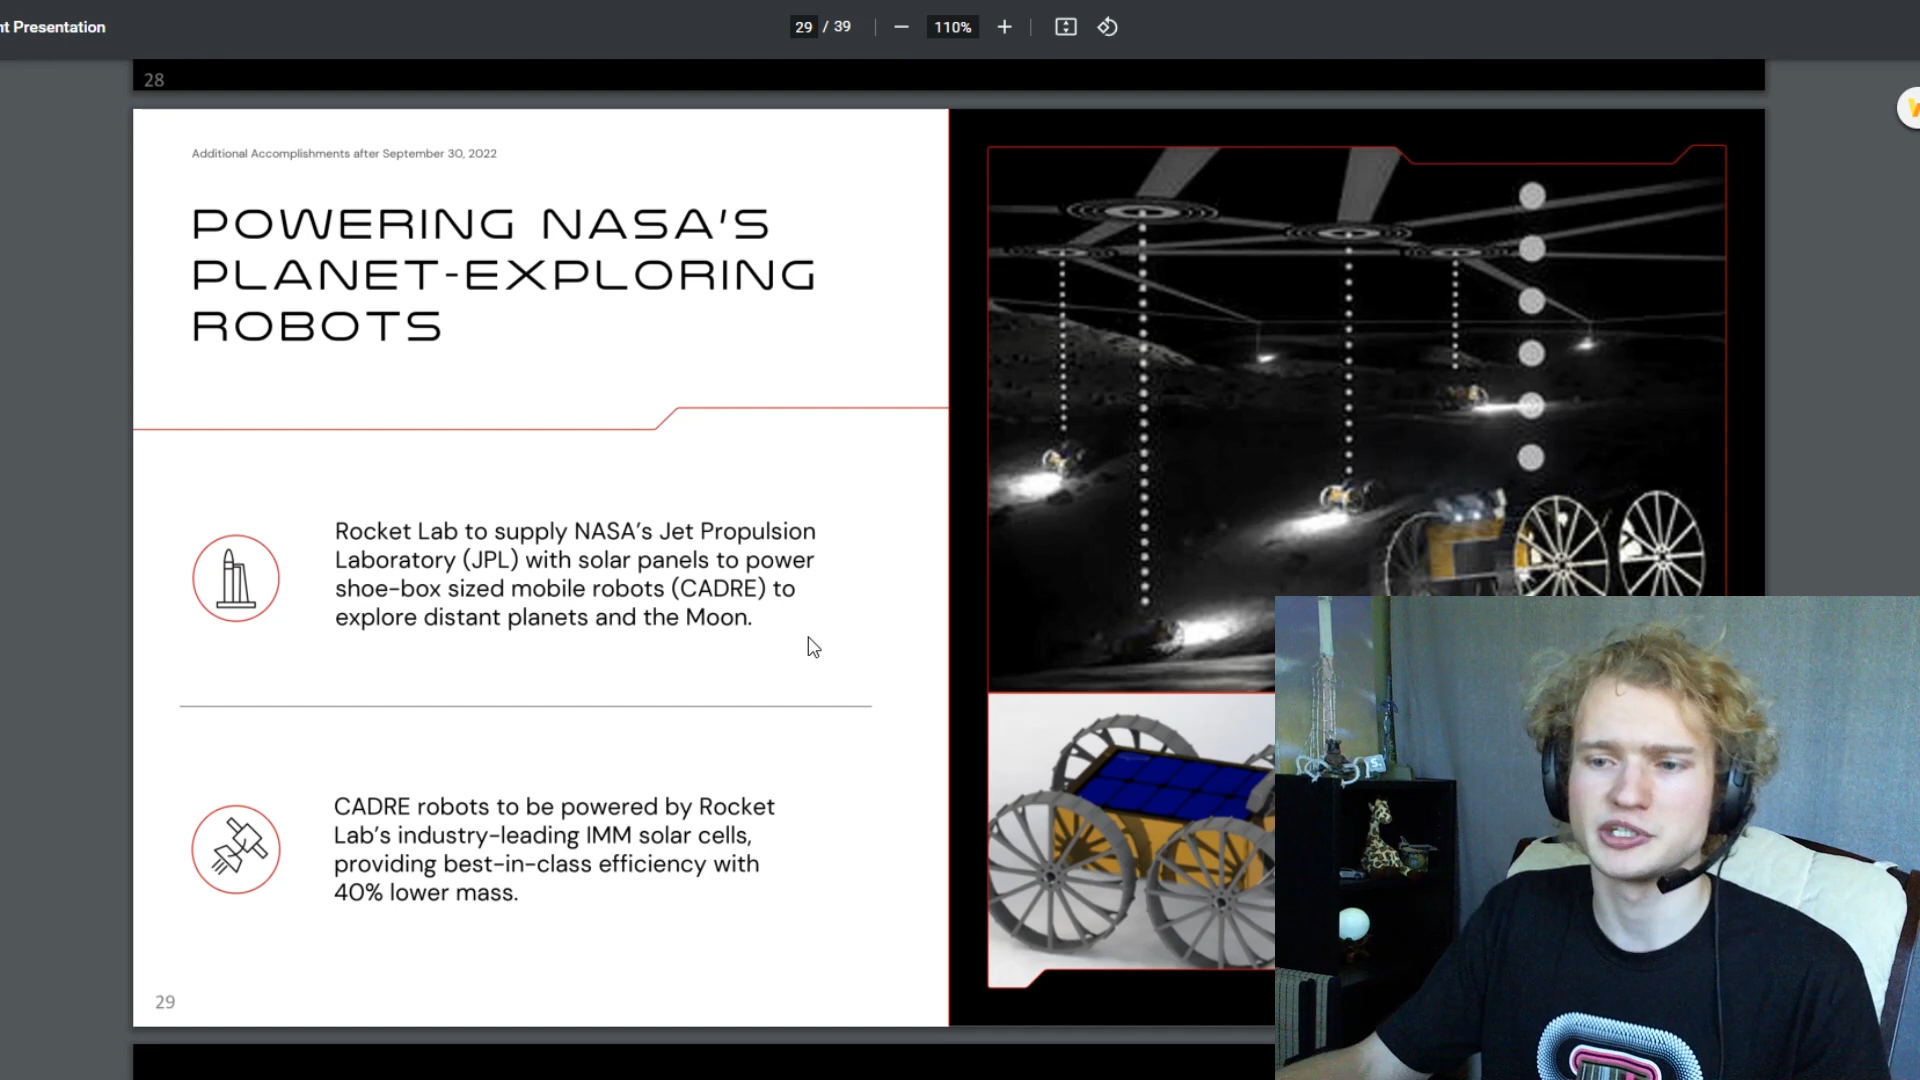 nt Presentation
29 / 39
110%
28
Additional Accomplishments after September 30, 2022
POWERING NASA'S
PLANET-EXPLORING
ROBOTS
Rocket Lab to supply NASA's Jet Propulsion
Laboratory (JPL) with solar panels to power
shoe-box sized mobile robots (CADRE) to
explore distant planets and the Moon.
CADRE robots to be powered by Rocket
Lab's industry-leading IMM solar cells,
providing best-in-class efficiency with
40% lower mass.
29